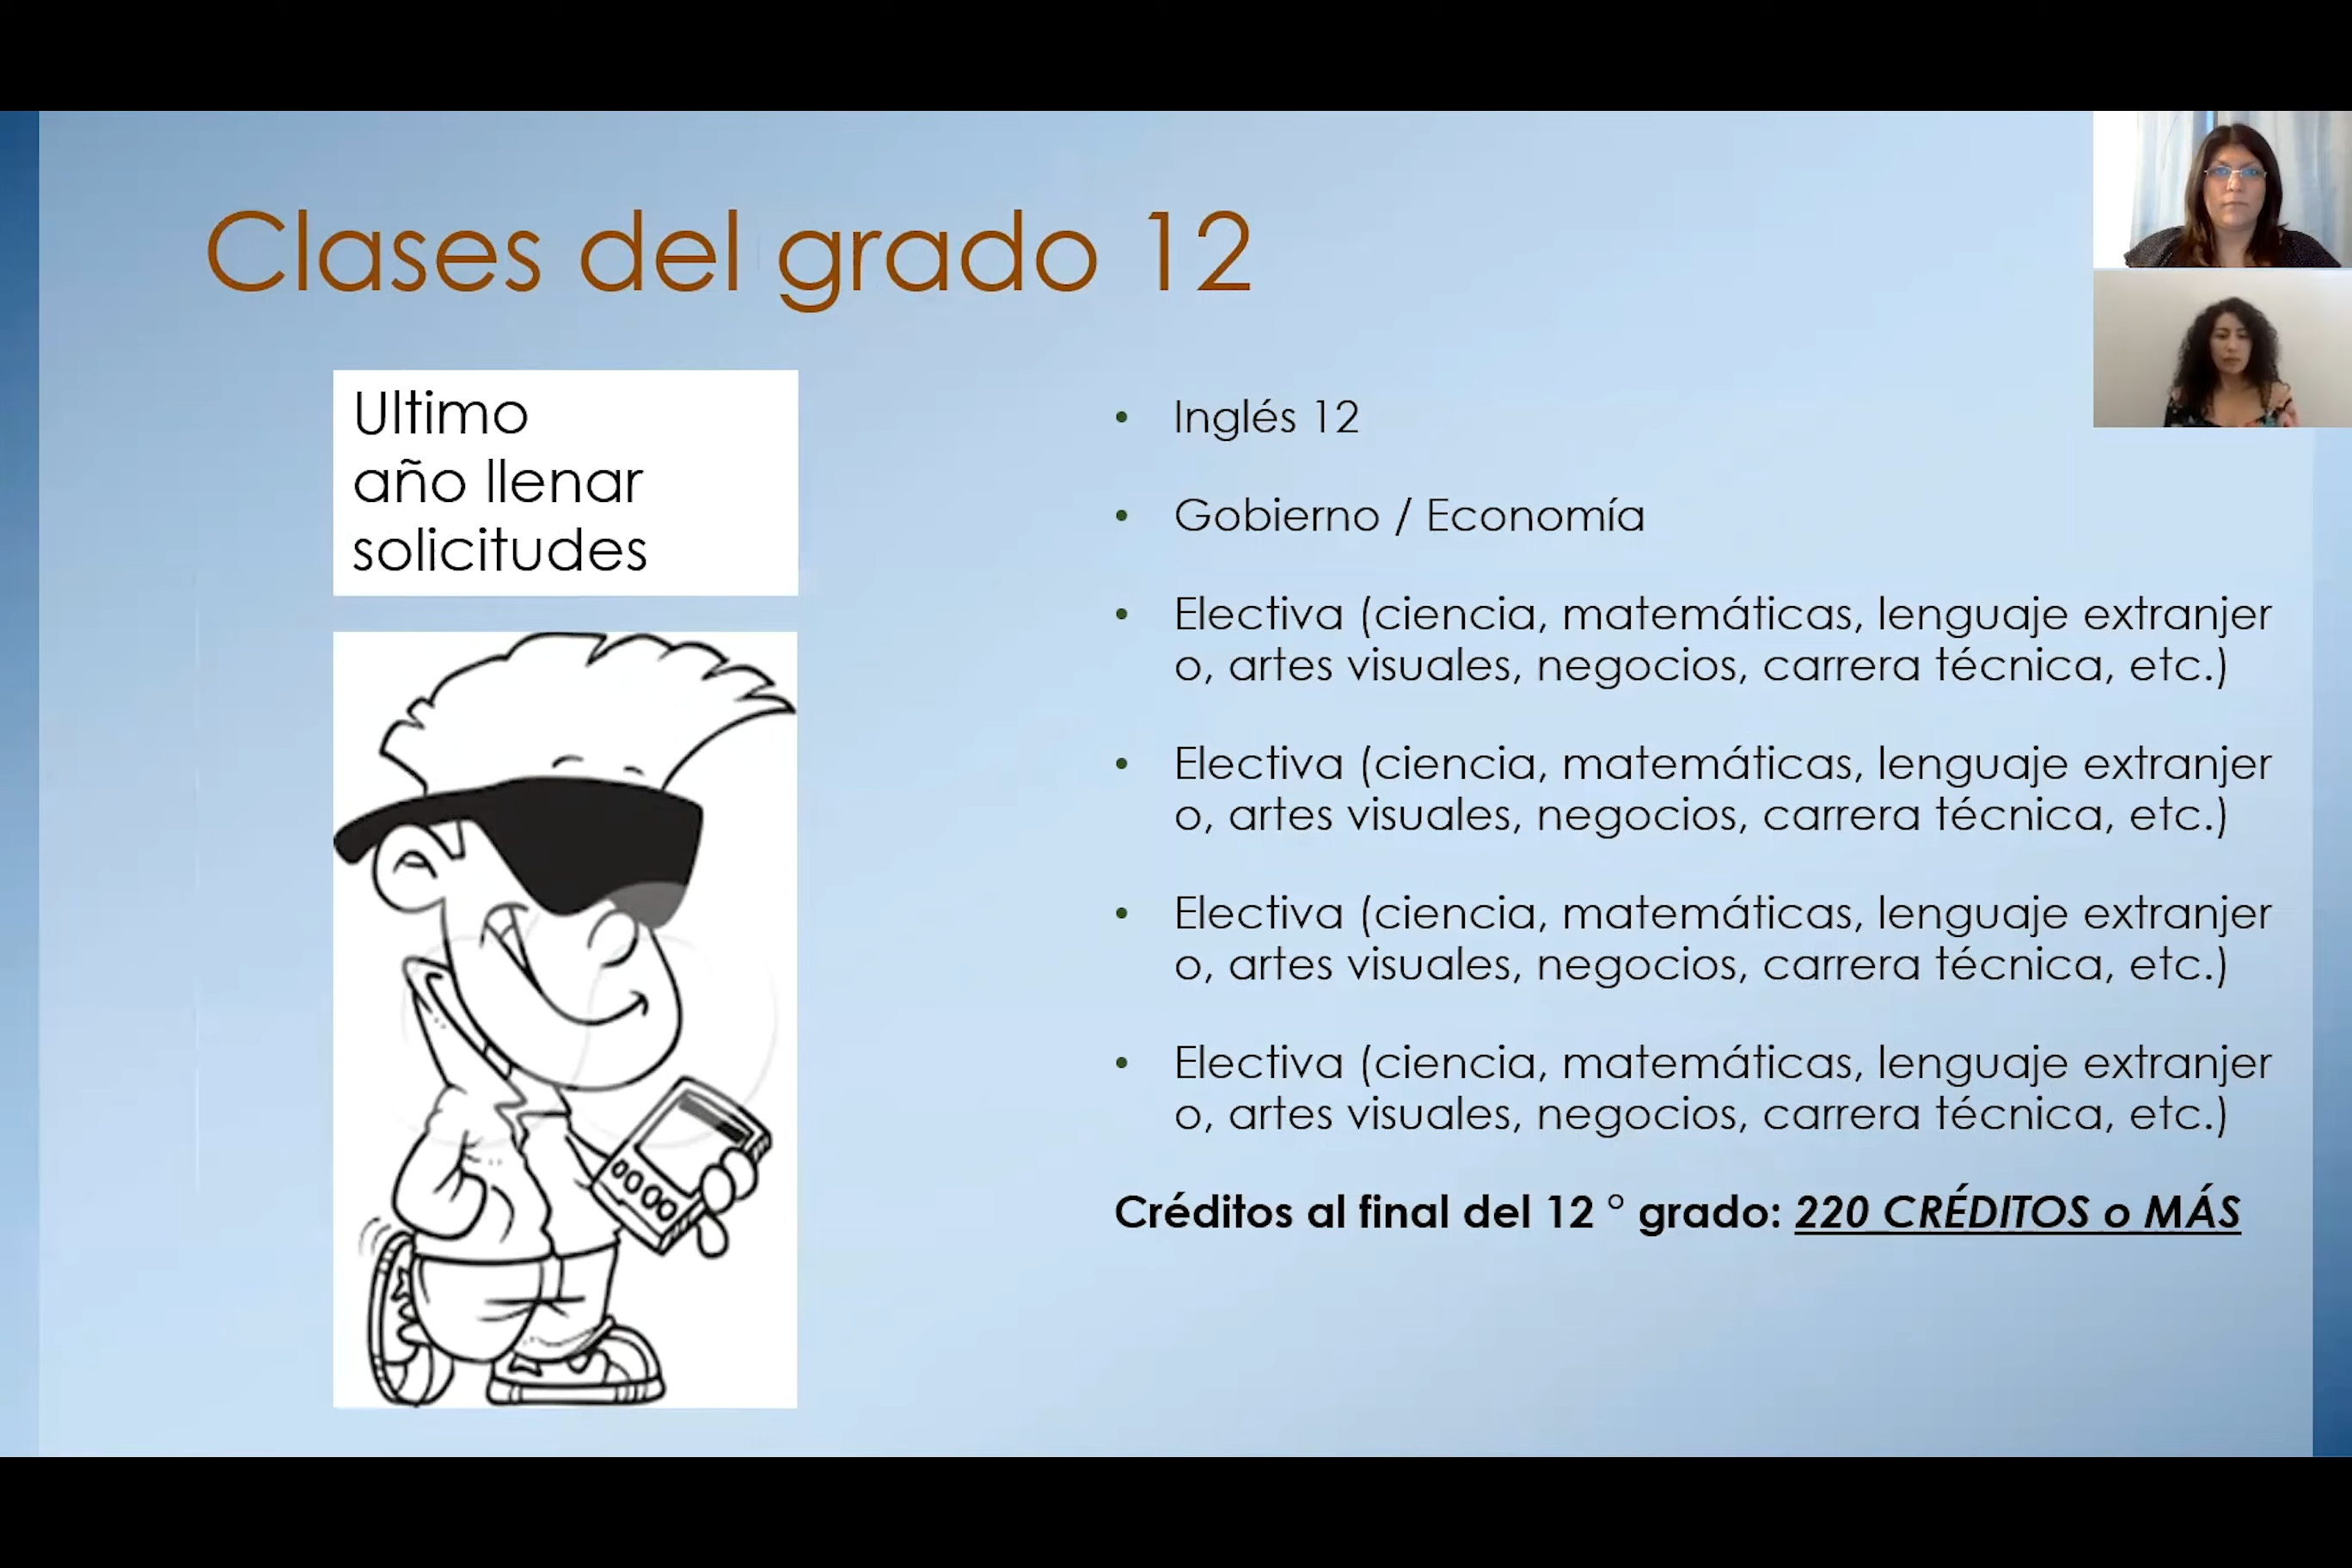 Clases del grado 12
Ultimo
año llenar
solicitudes
• Inglés 12
• Gobierno / Economía
• Electiva (ciencia, matemáticas, lenguaje extranjer
o, artes visuales, negocios, carrera técnica, etc.)
• Electiva (ciencia, matemáticas, lenguaje extranjer
o, artes visuales, negocios, carrera técnica, etc.)
• Electiva (ciencia, matemáticas, lenguaje extranjer
o, artes visuales, negocios, carrera técnica, etc.)
• Electiva (ciencia, matemáticas, lenguaje extranjer
o, artes visuales, negocios, carrera técnica, etc.)
Créditos al final del 12 ° grado: 220 CRÉDITOS o MÁS